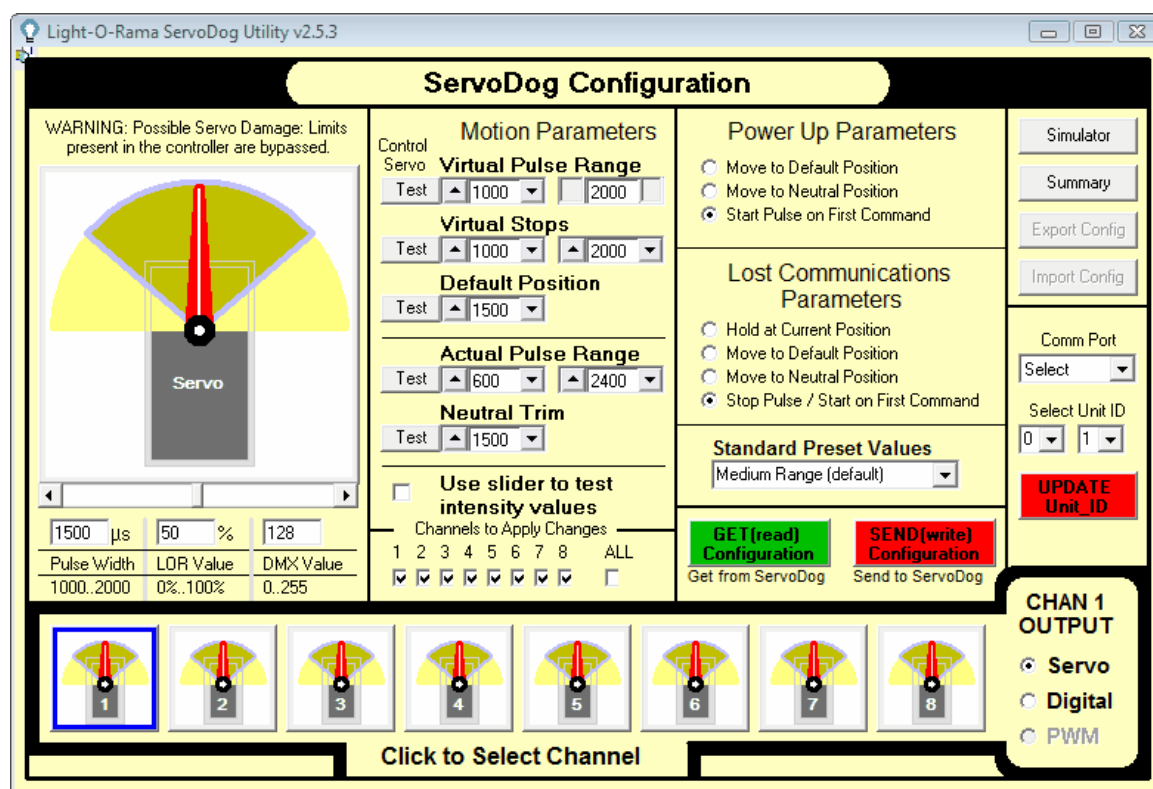 Light-O-Rama ServoDog Utility v2.5.3
ServoDog Configuration
WARNING: Possible Servo Damage: Limits
present in the controller are bypassed.
Servo
1500 µs 50 % 128
Pulse Width LOR Value DMX Value
1000..2000 0%..100% 0..255
Motion Parameters
Control
Servo Virtual Pulse Range
Test 1000 2000
Virtual Stops
Test 1000 2000
Default Position
Test 1500
Actual Pulse Range
Test 600 2400
Neutral Trim
Test 1500
Use slider to test
intensity values
Channels to Apply Changes
1 2 3 4 5 6 7 8 ALL
Power Up Parameters
Move to Default Position
Move to Neutral Position
Start Pulse on First Command
Lost Communications
Parameters
Hold at Current Position
Move to Default Position
Move to Neutral Position
Stop Pulse / Start on First Command
Standard Preset Values
Medium Range (default)
GET(read)
Configuration
Get from ServoDog
SEND(write)
Configuration
Send to ServoDog
Simulator
Summary
Export Config
Import Config
Comm Port
Select
Select Unit ID
0 1
UPDATE
Unit_ID
CHAN 1
OUTPUT
Servo
Digital
PWM
1 2 3 4 5 6 7 8
Click to Select Channel